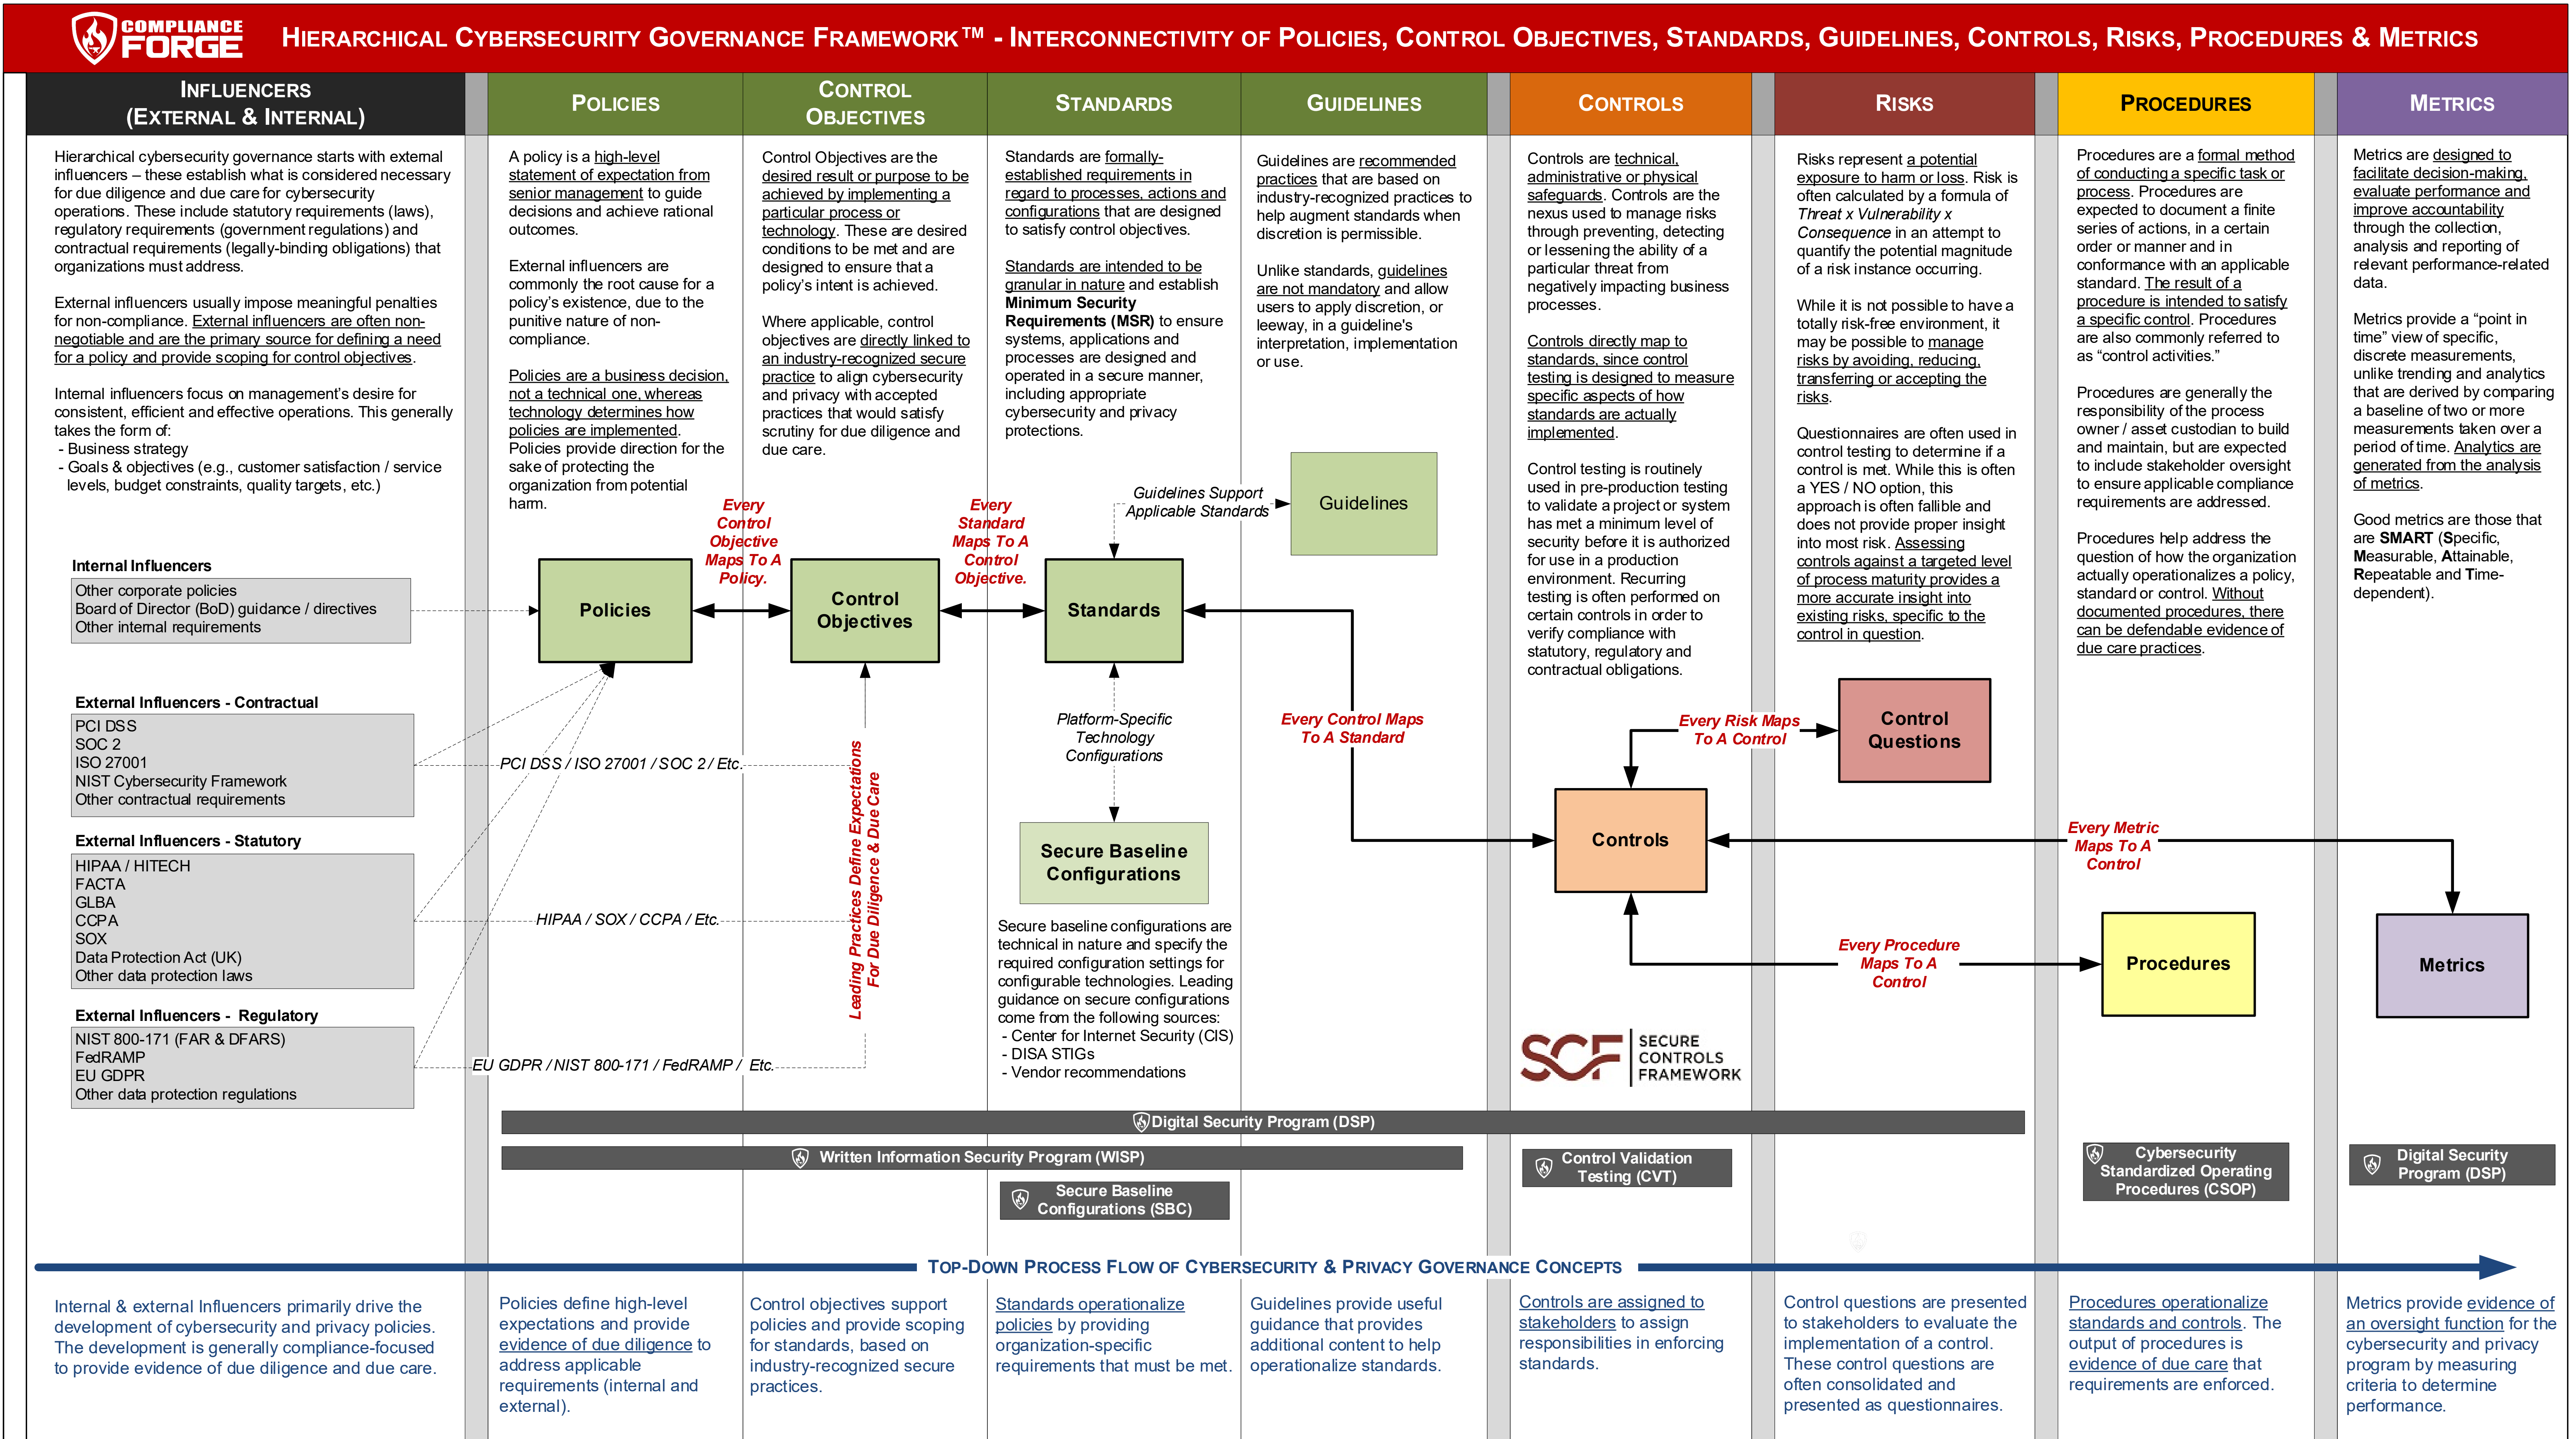 COMPLIANCE
FORGE
HIERARCHICAL CYBERSECURITY GOVERNANCE FRAMEWORK™ - INTERCONNECTIVITY OF POLICIES, CONTROL OBJECTIVES, STANDARDS, GUIDELINES, CONTROLS, RISKS, PROCEDURES & METRICS
INFLUENCERS
(EXTERNAL & INTERNAL)
Hierarchical cybersecurity governance starts with external
influencers – these establish what is considered necessary
for due diligence and due care for cybersecurity
operations. These include statutory requirements (laws),
regulatory requirements (government regulations) and
contractual requirements (legally-binding obligations) that
organizations must address.
External influencers usually impose meaningful penalties
for non-compliance. External influencers are often non-
negotiable and are the primary source for defining a need
for a policy and provide scoping for control objectives.
Internal influencers focus on management's desire for
consistent, efficient and effective operations. This generally
takes the form of:
- Business strategy
- Goals & objectives (e.g., customer satisfaction / service
levels, budget constraints, quality targets, etc.)
Internal Influencers
Other corporate policies
Board of Director (BoD) guidance / directives
Other internal requirements
External Influencers - Contractual
PCI DSS
SOC 2
ISO 27001
NIST Cybersecurity Framework
Other contractual requirements
External Influencers - Statutory
HIPAA / HITECH
FACTA
GLBA
CCPA
SOX
Data Protection Act (UK)
Other data protection laws
External Influencers - Regulatory
NIST 800-171 (FAR & DFARS)
FedRAMP
EU GDPR
Other data protection regulations
POLICIES
A policy is a high-level
statement of expectation from
senior management to guide
decisions and achieve rational
outcomes.
External influencers are
commonly the root cause for a
policy's existence, due to the
punitive nature of non-
compliance.
Policies are a business decision,
not a technical one, whereas
technology determines how
policies are implemented.
Policies provide direction for the
sake of protecting the
organization from potential
harm.
Every
Control
Objective
Maps To A
Policy.
Policies
PCI DSS / ISO 27001 / SOC 2 / Etc.
HIPAA / SOX / CCPA / Etc.
EU GDPR / NIST 800-171 / FedRAMP / Etc.
CONTROL
OBJECTIVES
Control Objectives are the
desired result or purpose to be
achieved by implementing a
particular process or
technology. These are desired
conditions to be met and are
designed to ensure that a
policy's intent is achieved.
Where applicable, control
objectives are directly linked to
an industry-recognized secure
practice to align cybersecurity
and privacy with accepted
practices that would satisfy
scrutiny for due diligence and
due care.
Every
Standard
Maps To A
Control
Objective.
Control
Objectives
Leading Practices Define Expectations
For Due Diligence & Due Care
STANDARDS
Standards are formally-
established requirements in
regard to processes, actions and
configurations that are designed
to satisfy control objectives.
Standards are intended to be
granular in nature and establish
Minimum Security
Requirements (MSR) to ensure
systems, applications and
processes are designed and
operated in a secure manner,
including appropriate
cybersecurity and privacy
protections.
Guidelines Support
Applicable Standards
Standards
Platform-Specific
Technology
Configurations
Secure Baseline
Configurations
Secure baseline configurations are
technical in nature and specify the
required configuration settings for
configurable technologies. Leading
guidance on secure configurations
come from the following sources:
- Center for Internet Security (CIS)
- DISA STIGs
- Vendor recommendations
GUIDELINES
Guidelines are recommended
practices that are based on
industry-recognized practices to
help augment standards when
discretion is permissible.
Unlike standards, guidelines
are not mandatory and allow
users to apply discretion, or
leeway, in a guideline's
interpretation, implementation
or use.
Guidelines
Every Control Maps
To A Standard
CONTROLS
Controls are technical,
administrative or physical
safeguards. Controls are the
nexus used to manage risks
through preventing, detecting
or lessening the ability of a
particular threat from
negatively impacting business
processes.
Controls directly map to
standards, since control
testing is designed to measure
specific aspects of how
standards are actually
implemented.
Control testing is routinely
used in pre-production testing
to validate a project or system
has met a minimum level of
security before it is authorized
for use in a production
environment. Recurring
testing is often performed on
certain controls in order to
verify compliance with
statutory, regulatory and
contractual obligations.
Every Risk Maps
To A Control
Controls
SCF
SECURE
CONTROLS
FRAMEWORK
RISKS
Risks represent a potential
exposure to harm or loss. Risk is
often calculated by a formula of
Threat x Vulnerability x
Consequence in an attempt to
quantify the potential magnitude
of a risk instance occurring.
While it is not possible to have a
totally risk-free environment, it
may be possible to manage
risks by avoiding, reducing,
transferring or accepting the
risks.
Questionnaires are often used in
control testing to determine if a
control is met. While this is often
a YES / NO option, this
approach is often fallible and
does not provide proper insight
into most risk. Assessing
controls against a targeted level
of process maturity provides a
more accurate insight into
existing risks, specific to the
control in question.
Control
Questions
Every Procedure
Maps To A
Control
PROCEDURES
Procedures are a formal method
of conducting a specific task or
process. Procedures are
expected to document a finite
series of actions, in a certain
order or manner and in
conformance with an applicable
standard. The result of a
procedure is intended to satisfy
a specific control. Procedures
are also commonly referred to
as “control activities.”
Procedures are generally the
responsibility of the process
owner / asset custodian to build
and maintain, but are expected
to include stakeholder oversight
to ensure applicable compliance
requirements are addressed.
Procedures help address the
question of how the organization
actually operationalizes a policy,
standard or control. Without
documented procedures, there
can be defendable evidence of
due care practices.
Every Metric
Maps To A
Control
Procedures
METRICS
Metrics are designed to
facilitate decision-making,
evaluate performance and
improve accountability
through the collection,
analysis and reporting of
relevant performance-related
data.
Metrics provide a “point in
time” view of specific,
discrete measurements,
unlike trending and analytics
that are derived by comparing
a baseline of two or more
measurements taken over a
period of time. Analytics are
generated from the analysis
of metrics.
Good metrics are those that
are SMART (Specific,
Measurable, Attainable,
Repeatable and Time-
dependent).
Metrics
Digital Security Program (DSP)
Written Information Security Program (WISP)
Secure Baseline
Configurations (SBC)
Control Validation
Testing (CVT)
Cybersecurity
Standardized Operating
Procedures (CSOP)
Digital Security
Program (DSP)
TOP-DOWN PROCESS FLOW OF CYBERSECURITY & PRIVACY GOVERNANCE CONCEPTS
Internal & external Influencers primarily drive the
development of cybersecurity and privacy policies.
The development is generally compliance-focused
to provide evidence of due diligence and due care.
Policies define high-level
expectations and provide
evidence of due diligence to
address applicable
requirements (internal and
external).
Control objectives support
policies and provide scoping
for standards, based on
industry-recognized secure
practices.
Standards operationalize
policies by providing
organization-specific
requirements that must be met.
Guidelines provide useful
guidance that provides
additional content to help
operationalize standards.
Controls are assigned to
stakeholders to assign
responsibilities in enforcing
standards.
Control questions are presented
to stakeholders to evaluate the
implementation of a control.
These control questions are
often consolidated and
presented as questionnaires.
Procedures operationalize
standards and controls. The
output of procedures is
evidence of due care that
requirements are enforced.
Metrics provide evidence of
an oversight function for the
cybersecurity and privacy
program by measuring
criteria to determine
performance.